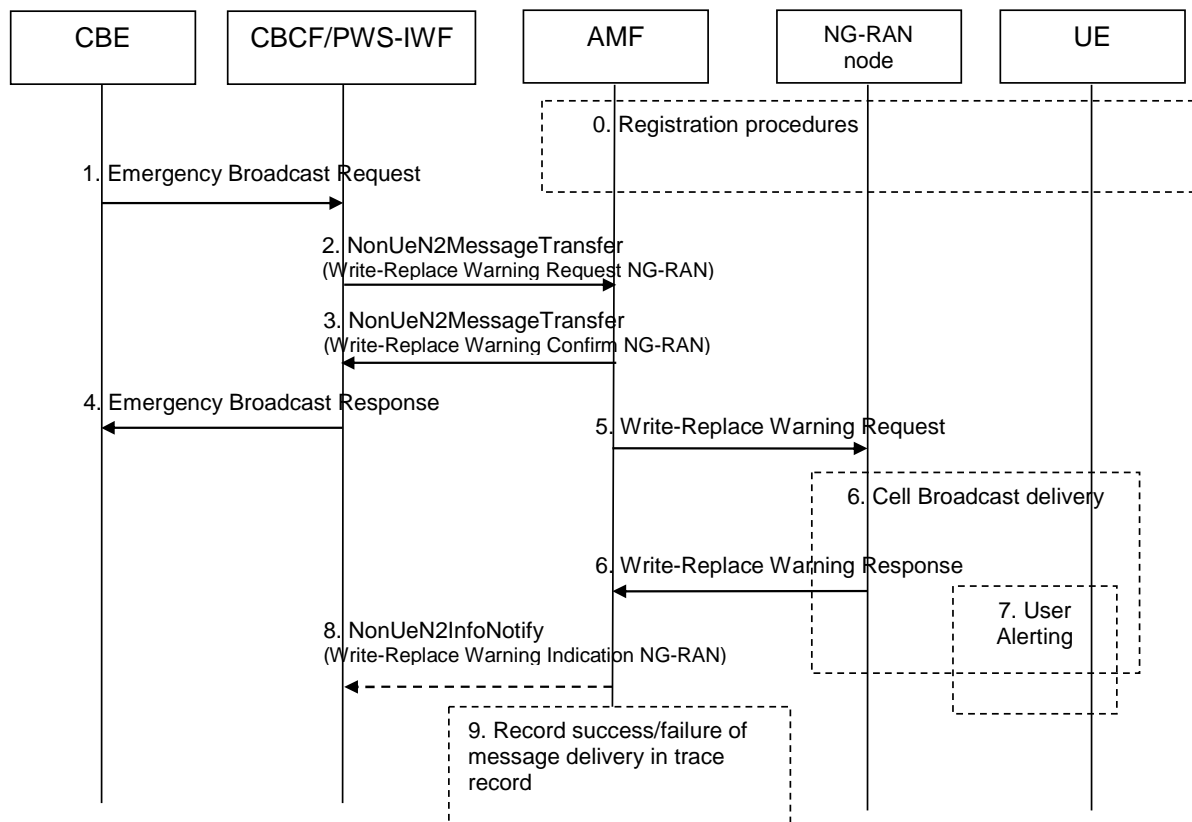 CBE
CBCF/PWS-IWF
AMF
NG-RAN
node
UE
0. Registration procedures
1. Emergency Broadcast Request
2. NonUeN2MessageTransfer
(Write-Replace Warning Request NG-RAN)
3. NonUeN2MessageTransfer
(Write-Replace Warning Confirm NG-RAN)
4. Emergency Broadcast Response
5. Write-Replace Warning Request
6. Cell Broadcast delivery
6. Write-Replace Warning Response
7. User
Alerting
8. NonUeN2InfoNotify
(Write-Replace Warning Indication NG-RAN)
9. Record success/failure of
message delivery in trace
record